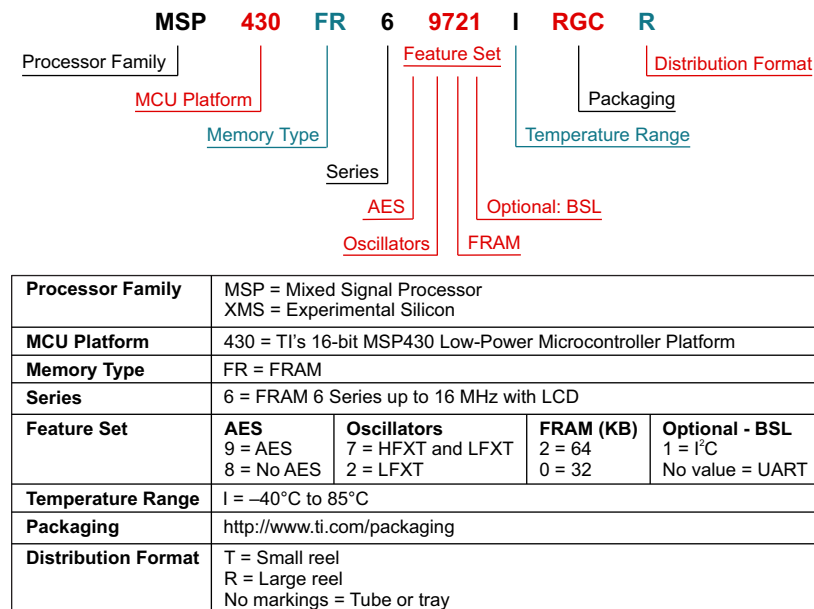 MSP 430 FR 6 9721 I RGC R
Processor Family
Feature Set
Distribution Format
MCU Platform
Packaging
Memory Type
Temperature Range
Series
AES
Optional: BSL
Oscillators
FRAM
Processor Family
MSP = Mixed Signal Processor
XMS = Experimental Silicon
MCU Platform
430 = TI's 16-bit MSP430 Low-Power Microcontroller Platform
Memory Type
FR = FRAM
Series
6 = FRAM 6 Series up to 16 MHz with LCD
Feature Set
AES
9 = AES
8 = No AES
Oscillators
7 = HFXT and LFXT
2 = LFXT
FRAM (KB)
2 = 64
0 = 32
Optional - BSL
1 = I²C
No value = UART
Temperature Range
I = –40°C to 85°C
Packaging
http://www.ti.com/packaging
Distribution Format
T = Small reel
R = Large reel
No markings = Tube or tray